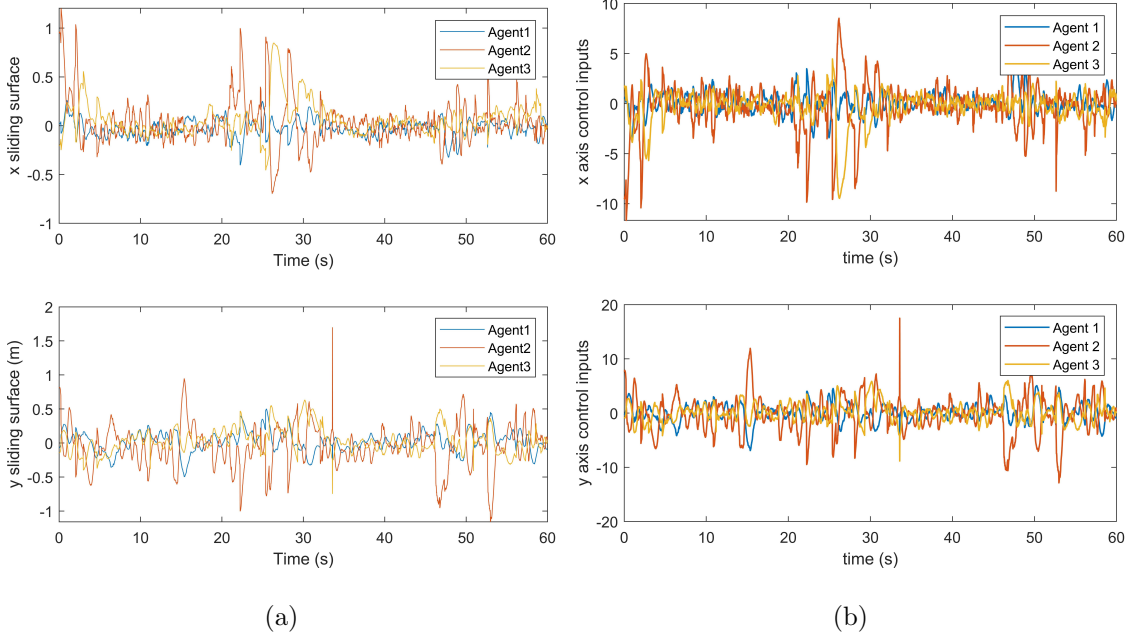 1
0.5
0
-0.5
-1
x sliding surface
0 10 20 30 40 50 60
Time (s)
Agent1
Agent2
Agent3
10
5
0
-5
-10
x axis control inputs
0 10 20 30 40 50 60
time (s)
Agent 1
Agent 2
Agent 3
2
1.5
1
0.5
0
-0.5
-1
y sliding surface (m)
0 10 20 30 40 50 60
Time (s)
Agent1
Agent2
Agent3
20
10
0
-10
-20
y axis control inputs
0 10 20 30 40 50 60
time (s)
Agent 1
Agent 2
Agent 3
(a)
(b)